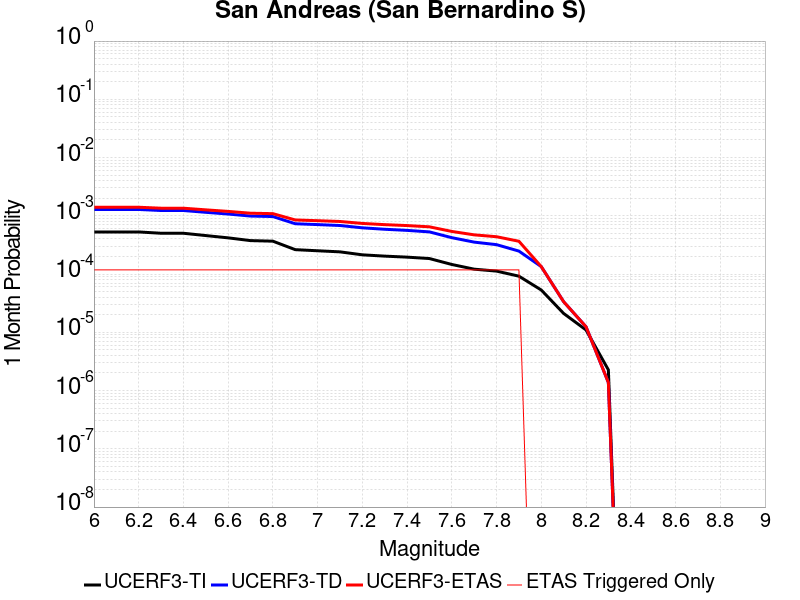 San Andreas (San Bernardino S)
10^0
10^-1
10^-2
10^-3
10^-4
10^-5
10^-6
10^-7
10^-8
1 Month Probability
6 6.2 6.4 6.6 6.8 7 7.2 7.4 7.6 7.8 8 8.2 8.4 8.6 8.8 9
Magnitude
UCERF3-TI UCERF3-TD UCERF3-ETAS ETAS Triggered Only